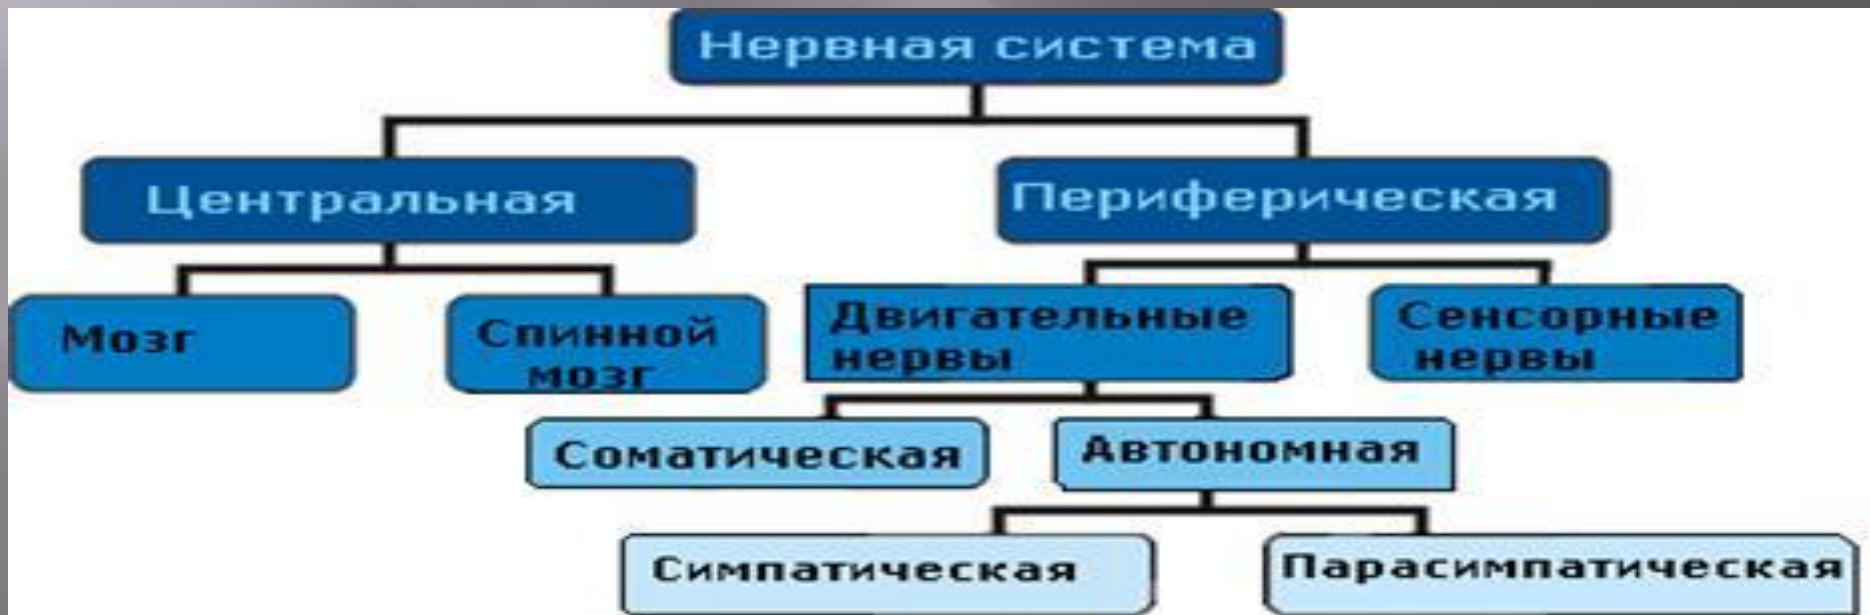 Нервная система
Центральная
Периферическая
Мозг
Спинной
мозг
Двигательные
нервы
Сенсорные
нервы
Соматическая
Автономная
Симпатическая
Парасимпатическая